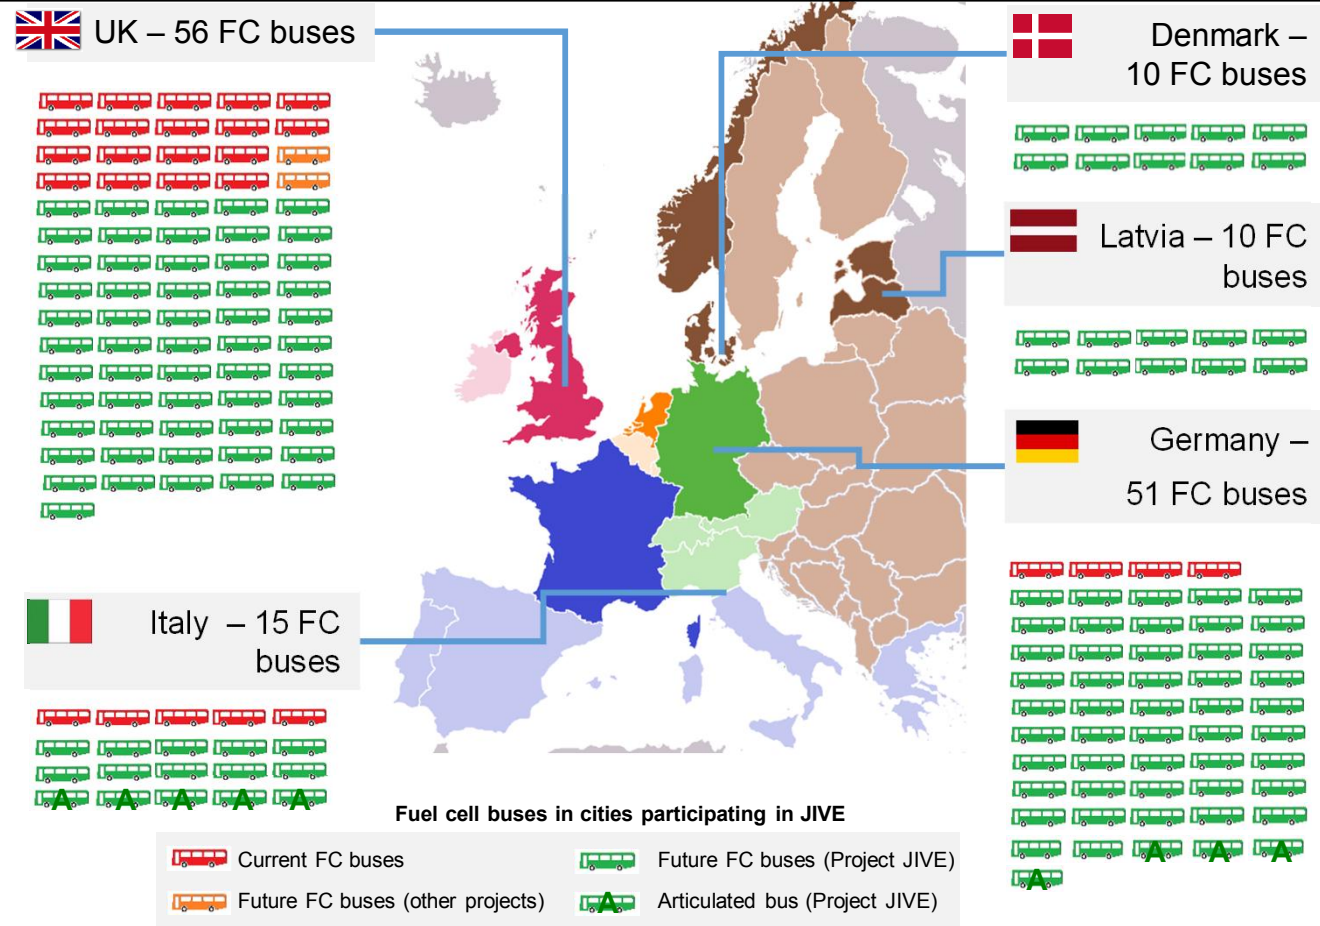 UK – 56 FC buses
Denmark –
10 FC buses
Latvia – 10 FC
buses
Germany –
51 FC buses
Italy – 15 FC
buses
A A A A A
A A A
A
Fuel cell buses in cities participating in JIVE
Current FC buses
Future FC buses (Project JIVE)
Future FC buses (other projects)
A Articulated bus (Project JIVE)